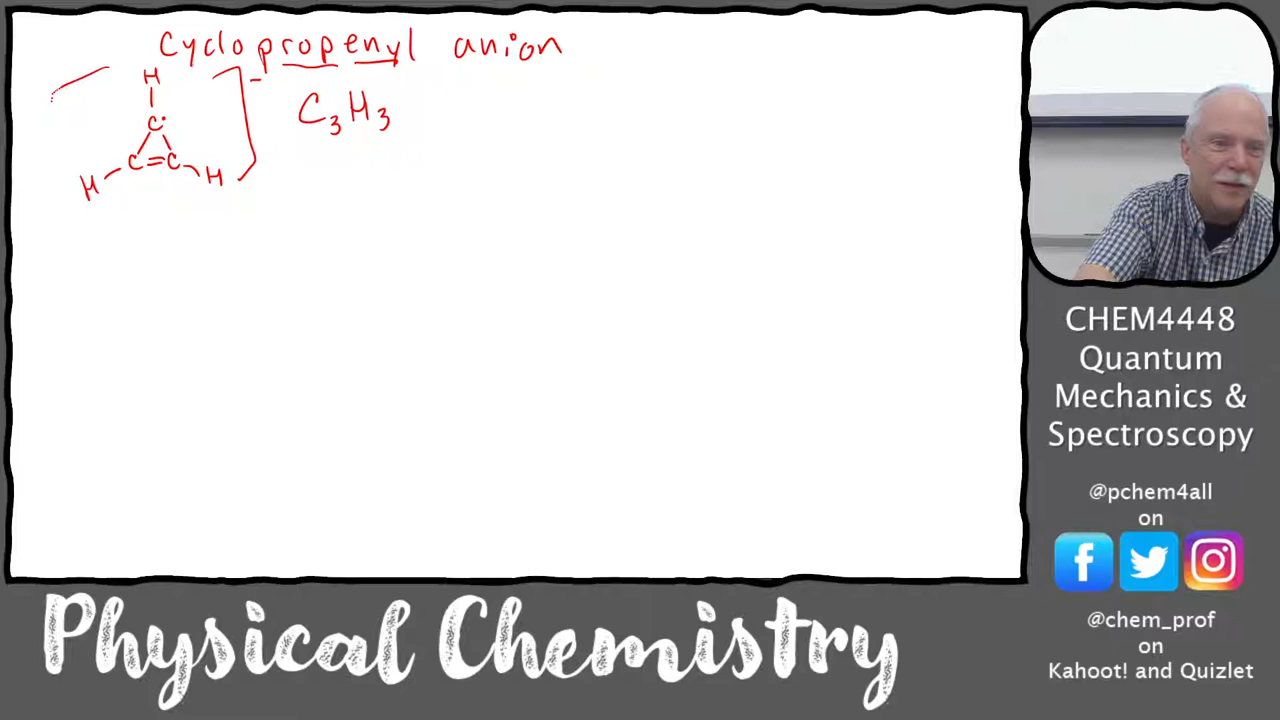 Cyclopropenyl anion
H
C
C=C
H
H
-
C3H3
CHEM4448
Quantum
Mechanics &
Spectroscopy
@pchem4all
on
@chem_prof
on
Kahoot! and Quizlet
Physical Chemistry